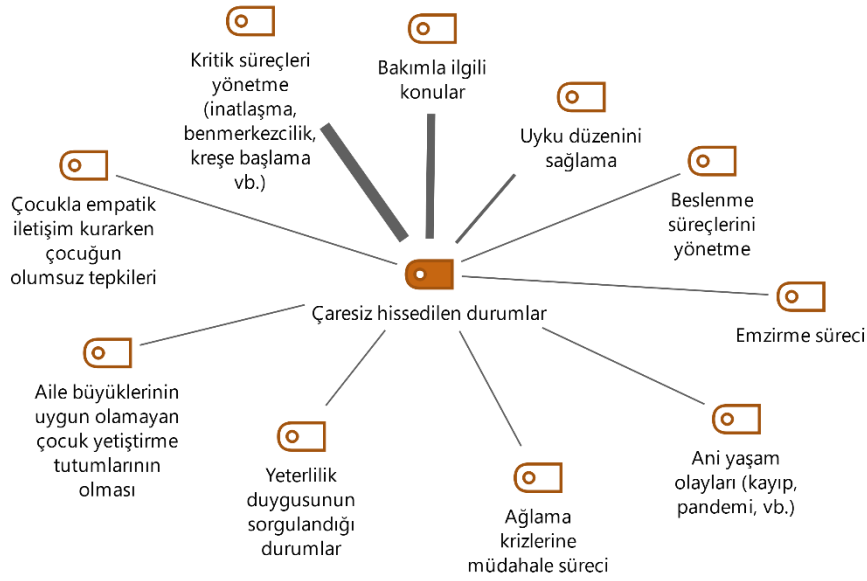 Kritik süreçleri
yönetme
(inatlaşma,
benmerkezcilik,
kreşe başlama
vb.)
Bakımla ilgili
konular
Uyku düzenini
sağlama
Beslenme
süreçlerini
yönetme
Çocukla empatik
iletişim kurarken
çocuğun
olumsuz tepkileri
Çaresiz hissedilen durumlar
Emzirme süreci
Aile büyüklerinin
uygun olamayan
çocuk yetiştirme
tutumlarının
olması
Yeterlilik
duygusunun
sorgulandığı
durumlar
Ağlama
krizlerine
müdahale süreci
Ani yaşam
olayları (kayıp,
pandemi, vb.)